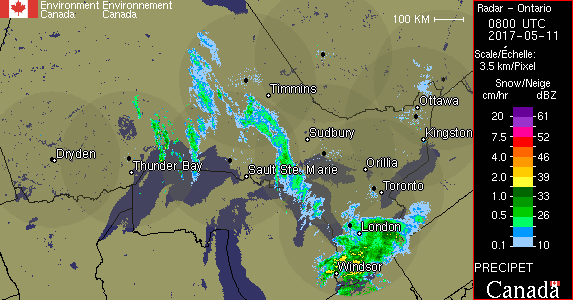 Environment Environnement
Canada Canada
100 KM
Timmins
Ottawa
Dryden
Thunder Bay
Sudbury
Kingston
Sault Ste. Marie
Orillia
Toronto
London
Windsor
Radar - Ontario
0800 UTC
2017-05-11
Scale/Échelle:
3.5 km/Pixel
Snow/Neige
cm/hr dBZ
20 61
7.5 52
4.0 46
2.0 39
1.0 33
0.5 26
0.1 10
PRECIPET
Canada